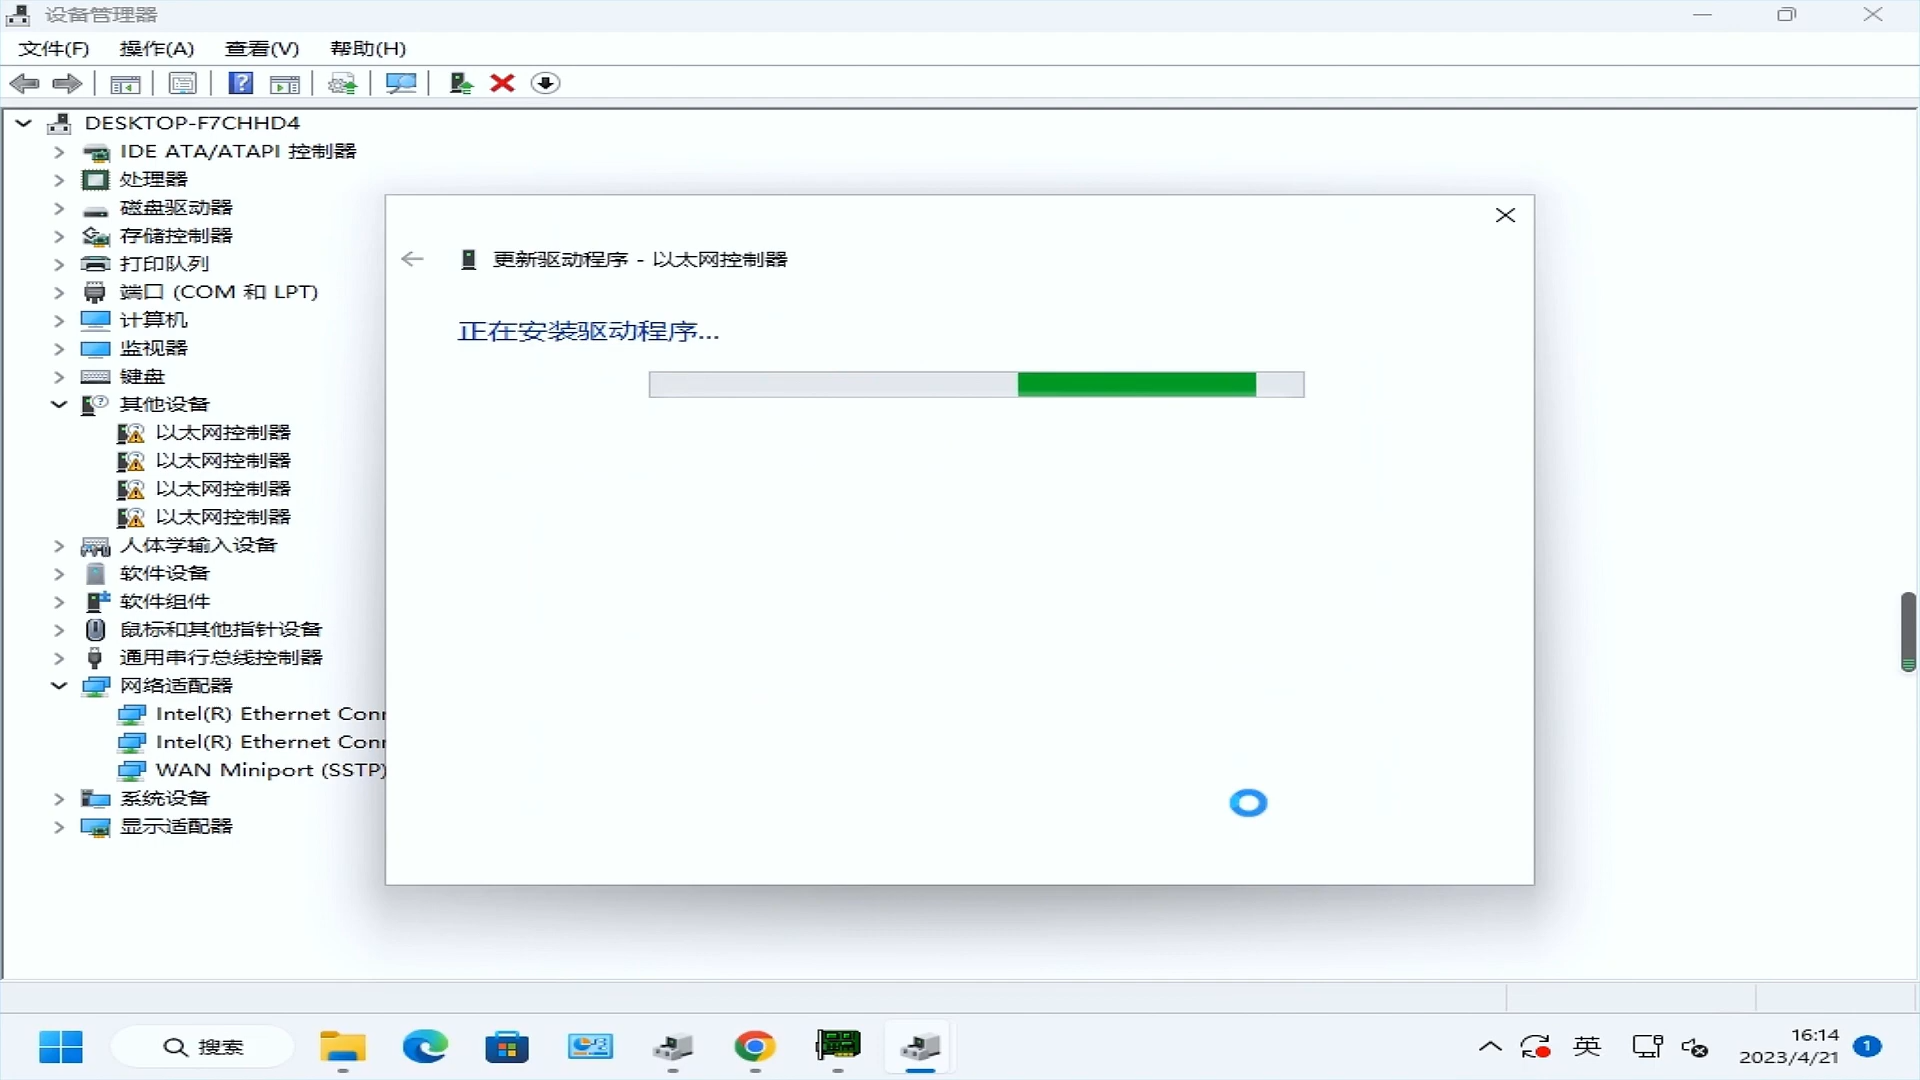 设备管理器
文件(F) 操作(A) 查看(V) 帮助(H)
DESKTOP-F7CHHD4
IDE ATA/ATAPI 控制器
处理器
磁盘驱动器
存储控制器
打印队列
端口 (COM 和 LPT)
计算机
监视器
键盘
其他设备
以太网控制器
以太网控制器
以太网控制器
以太网控制器
人体学输入设备
软件设备
软件组件
鼠标和其他指针设备
通用串行总线控制器
网络适配器
Intel(R) Ethernet Conn
Intel(R) Ethernet Conn
WAN Miniport (SSTP)
系统设备
显示适配器
更新驱动程序 - 以太网控制器
正在安装驱动程序...
搜索
英
16:14
2023/4/21
1